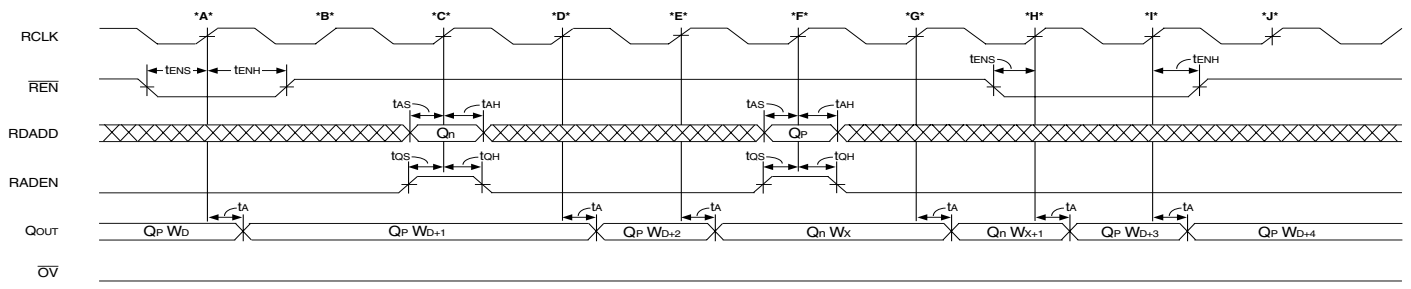 *A* *B* *C* *D* *E* *F* *G* *H* *I* *J*
RCLK
tENS tENH tENS tENH
REN
tAS tAH tAS tAH
RDADD Qn QP
tQS tQH tQS tQH
RADEN
tA tA tA tA tA tA
QOUT QP WD QP WD+1 QP WD+2 Qn WX Qn WX+1 QP WD+3 QP WD+4
OV